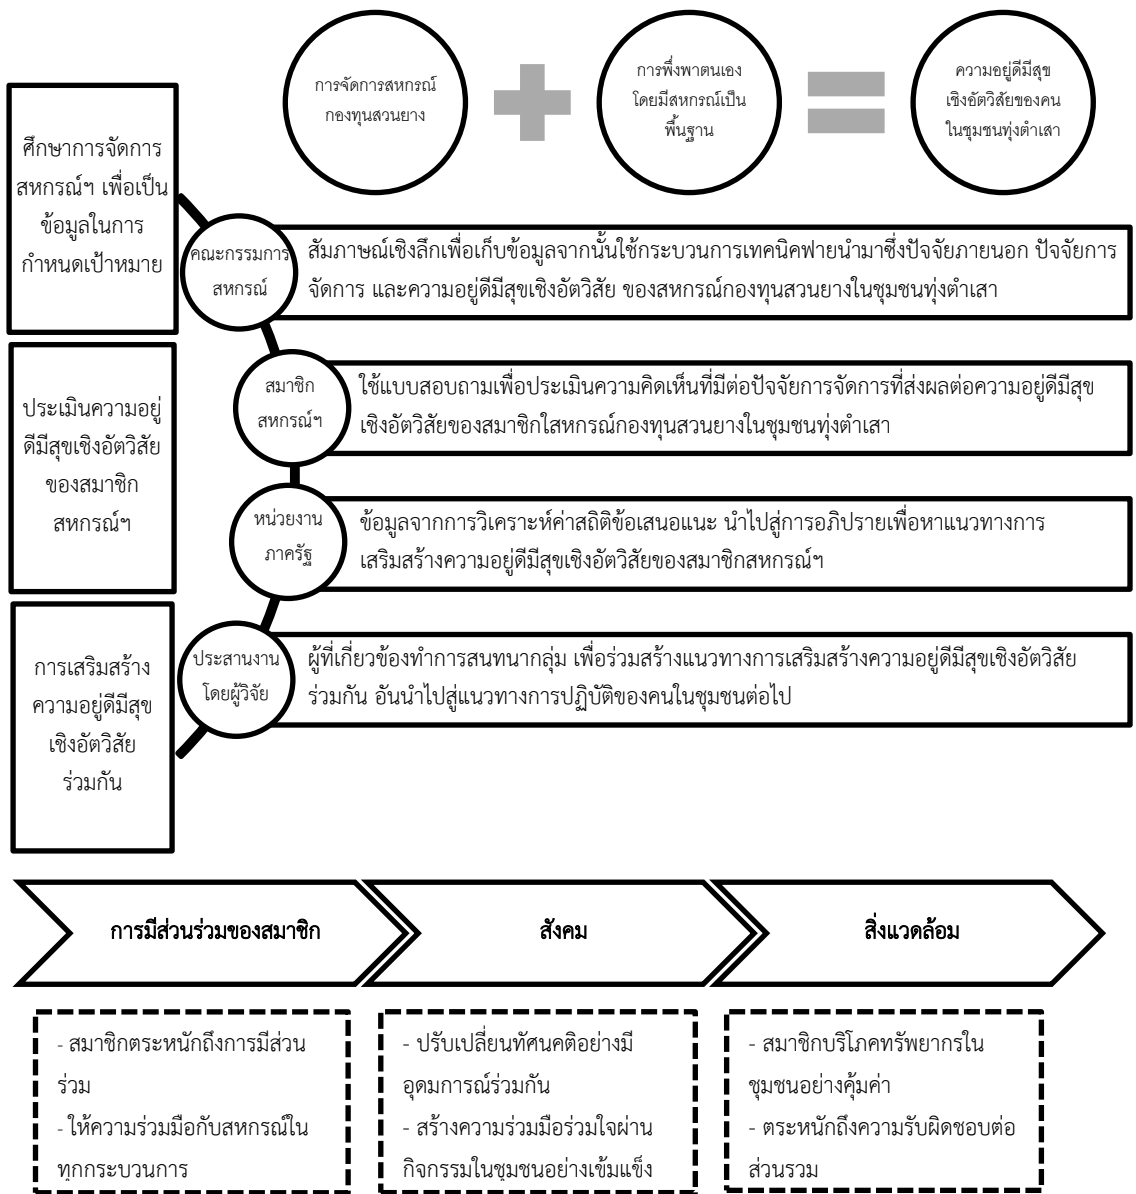 การจัดการสหกรณ์
กองทุนสวนยาง
การพึ่งพาตนเอง
โดยมีสหกรณ์เป็น
พื้นฐาน
ความอยู่ดีมีสุข
เชิงอัตวิสัยของคน
ในชุมชนทุ่งตำเสา
ศึกษาการจัดการ
สหกรณ์ฯ เพื่อเป็น
ข้อมูลในการ
กำหนดเป้าหมาย
คณะกรรมการ
สหกรณ์
สัมภาษณ์เชิงลึกเพื่อเก็บข้อมูลจากนั้นใช้กระบวนการเทคนิคฟายนำมาซึ่งปัจจัยภายนอก ปัจจัยการ
จัดการ และความอยู่ดีมีสุขเชิงอัตวิสัย ของสหกรณ์กองทุนสวนยางในชุมชนทุ่งตำเสา
ประเมินความอยู่
ดีมีสุขเชิงอัตวิสัย
ของสมาชิก
สหกรณ์ฯ
สมาชิก
สหกรณ์ฯ
ใช้แบบสอบถามเพื่อประเมินความคิดเห็นที่มีต่อปัจจัยการจัดการที่ส่งผลต่อความอยู่ดีมีสุข
เชิงอัตวิสัยของสมาชิกใสหกรณ์กองทุนสวนยางในชุมชนทุ่งตำเสา
หน่วยงาน
ภาครัฐ
ข้อมูลจากการวิเคราะห์ค่าสถิติข้อเสนอแนะ นำไปสู่การอภิปรายเพื่อหาแนวทางการ
เสริมสร้างความอยู่ดีมีสุขเชิงอัตวิสัยของสมาชิกสหกรณ์ฯ
การเสริมสร้าง
ความอยู่ดีมีสุข
เชิงอัตวิสัย
ร่วมกัน
ประสานงาน
โดยผู้วิจัย
ผู้ที่เกี่ยวข้องทำการสนทนากลุ่ม เพื่อร่วมสร้างแนวทางการเสริมสร้างความอยู่ดีมีสุขเชิงอัตวิสัย
ร่วมกัน อันนำไปสู่แนวทางการปฏิบัติของคนในชุมชนต่อไป
การมีส่วนร่วมของสมาชิก
สังคม
สิ่งแวดล้อม
- สมาชิกตระหนักถึงการมีส่วน
ร่วม
- ให้ความร่วมมือกับสหกรณ์ใน
ทุกกระบวนการ
- ปรับเปลี่ยนทัศนคติอย่างมี
อุดมการณ์ร่วมกัน
- สร้างความร่วมมือร่วมใจผ่าน
กิจกรรมในชุมชนอย่างเข้มแข็ง
- สมาชิกบริโภคทรัพยากรใน
ชุมชนอย่างคุ้มค่า
- ตระหนักถึงความรับผิดชอบต่อ
ส่วนรวม